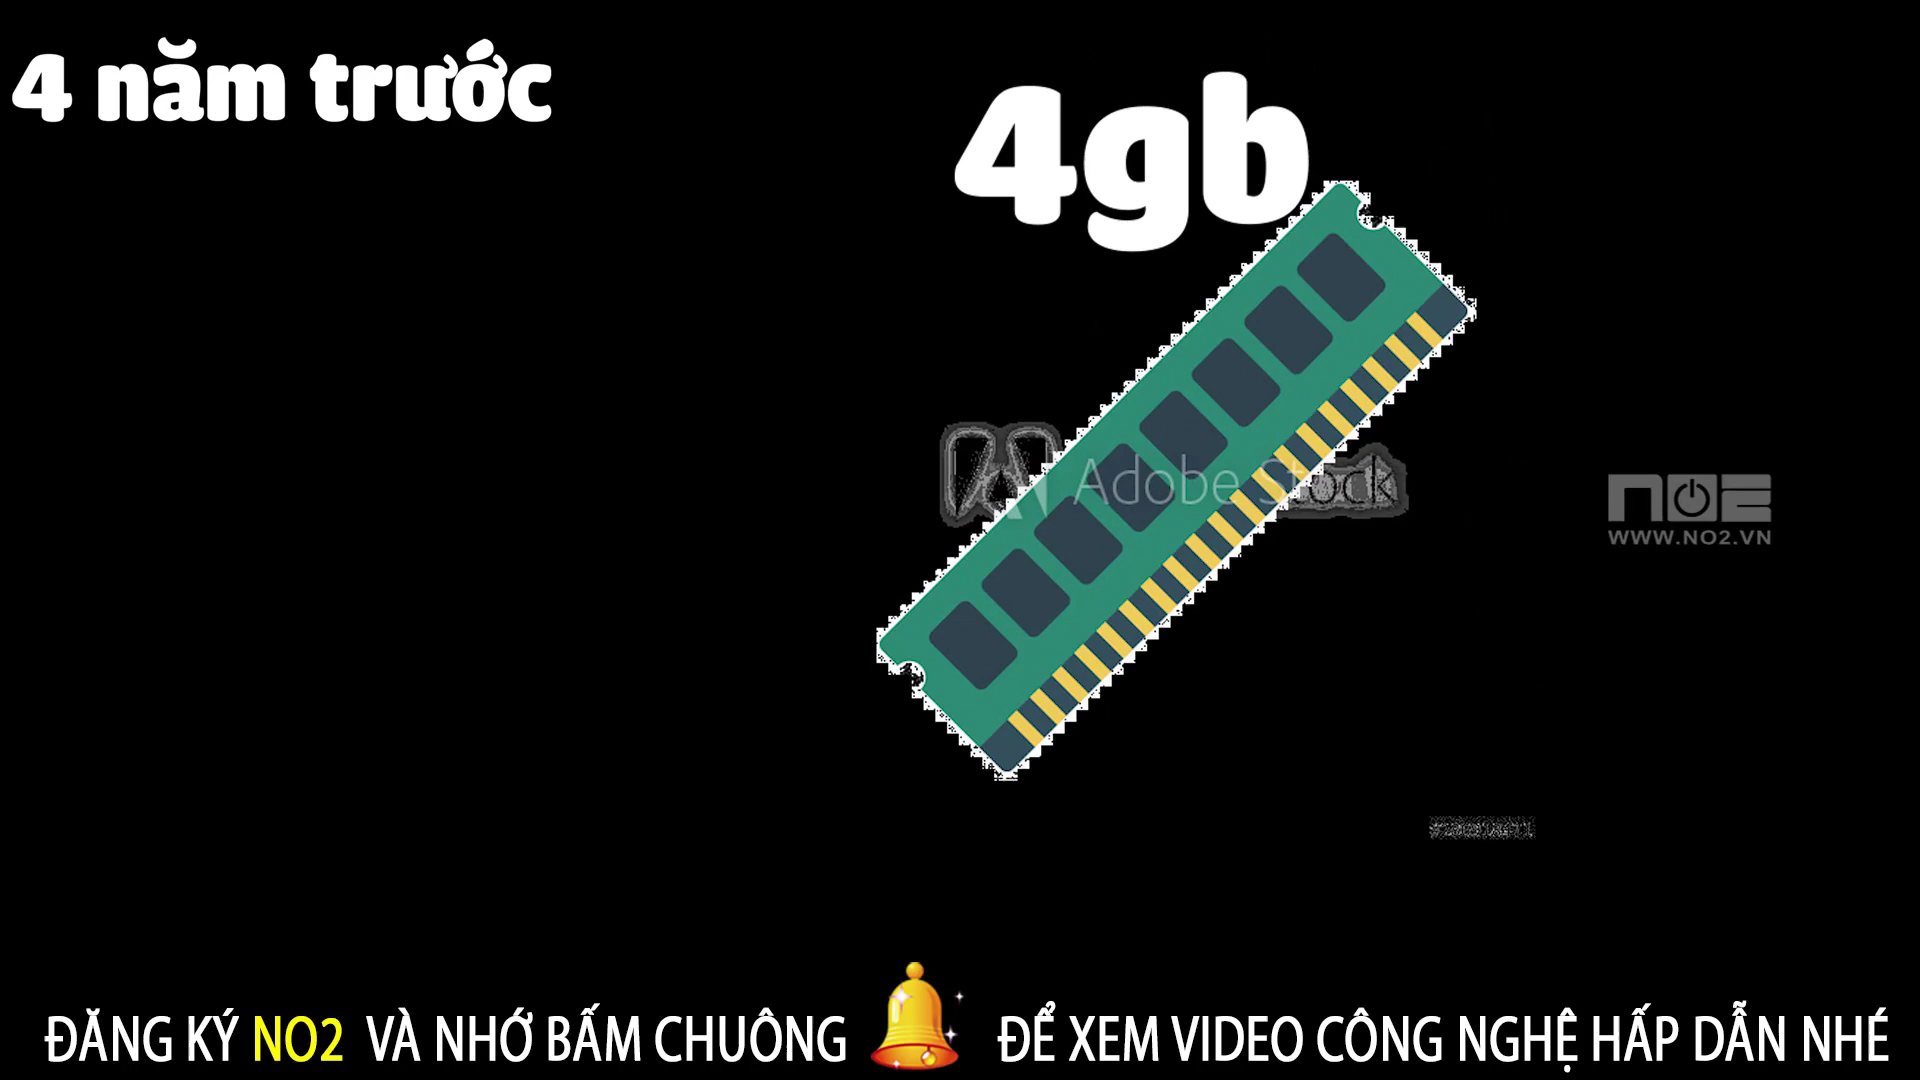 4 năm trước
4gb
Adobe Stock
NO2
WWW.NO2.VN
ĐĂNG KÝ NO2 VÀ NHỚ BẤM CHUÔNG ĐỂ XEM VIDEO CÔNG NGHỆ HẤP DẪN NHÉ